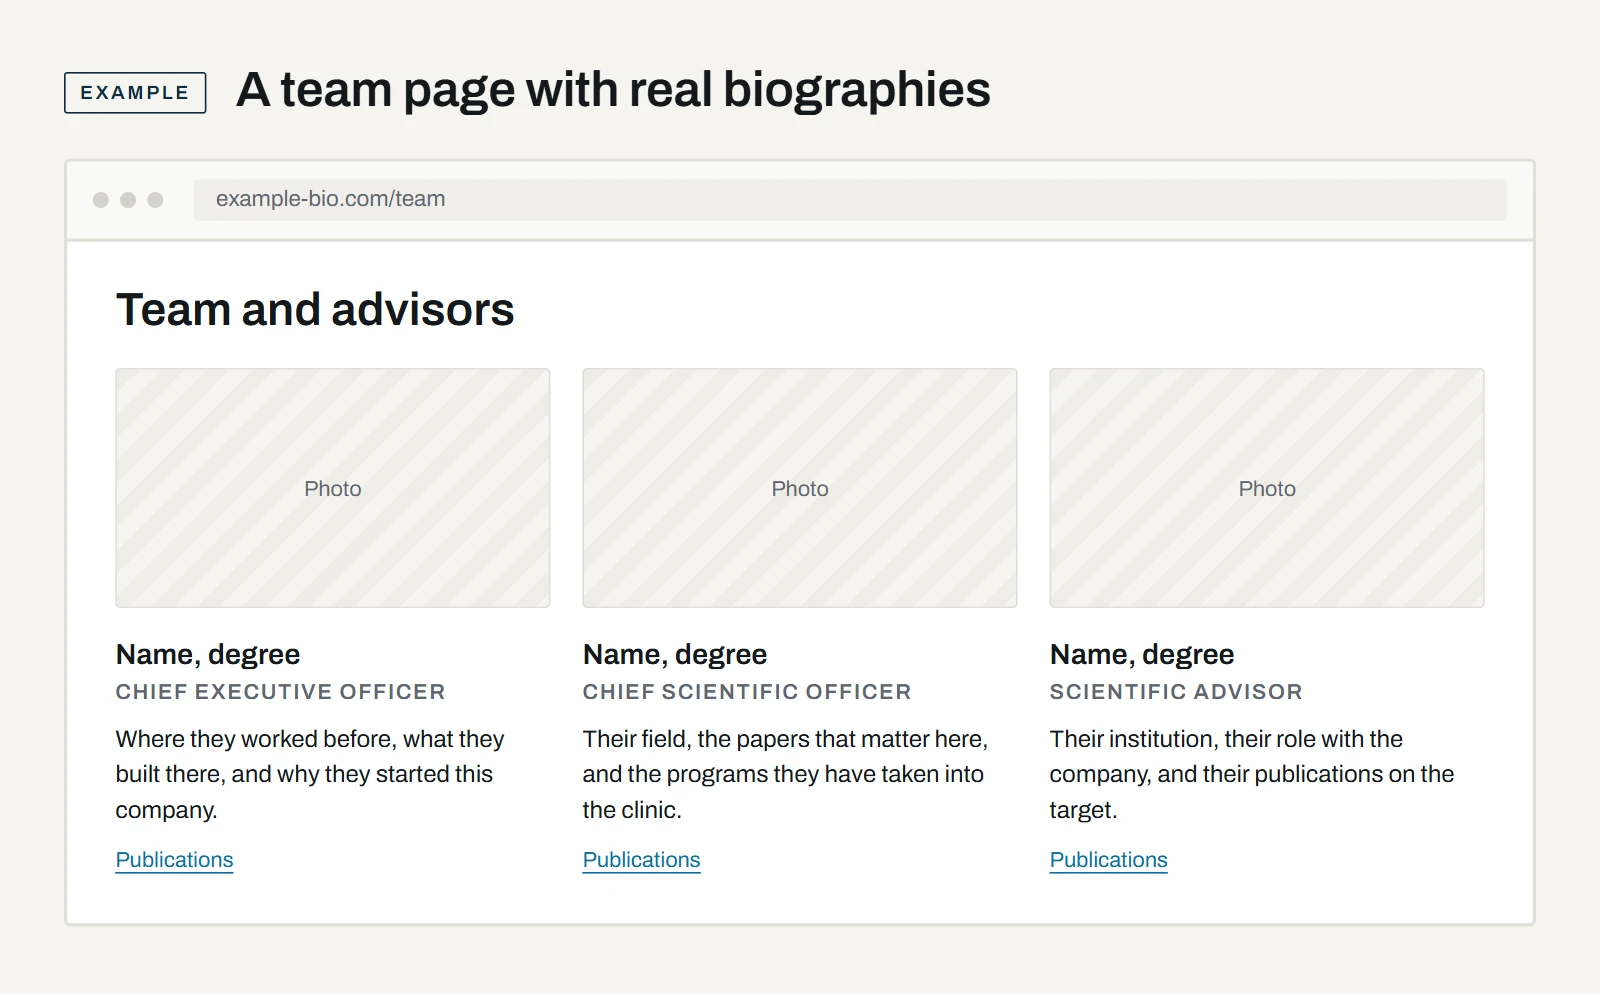 EXAMPLE
A team page with real biographies
example-bio.com/team
Team and advisors
Photo
Photo
Photo
Name, degree
CHIEF EXECUTIVE OFFICER
Where they worked before, what they
built there, and why they started this
company.
Publications
Name, degree
CHIEF SCIENTIFIC OFFICER
Their field, the papers that matter here,
and the programs they have taken into
the clinic.
Publications
Name, degree
SCIENTIFIC ADVISOR
Their institution, their role with the
company, and their publications on the
target.
Publications